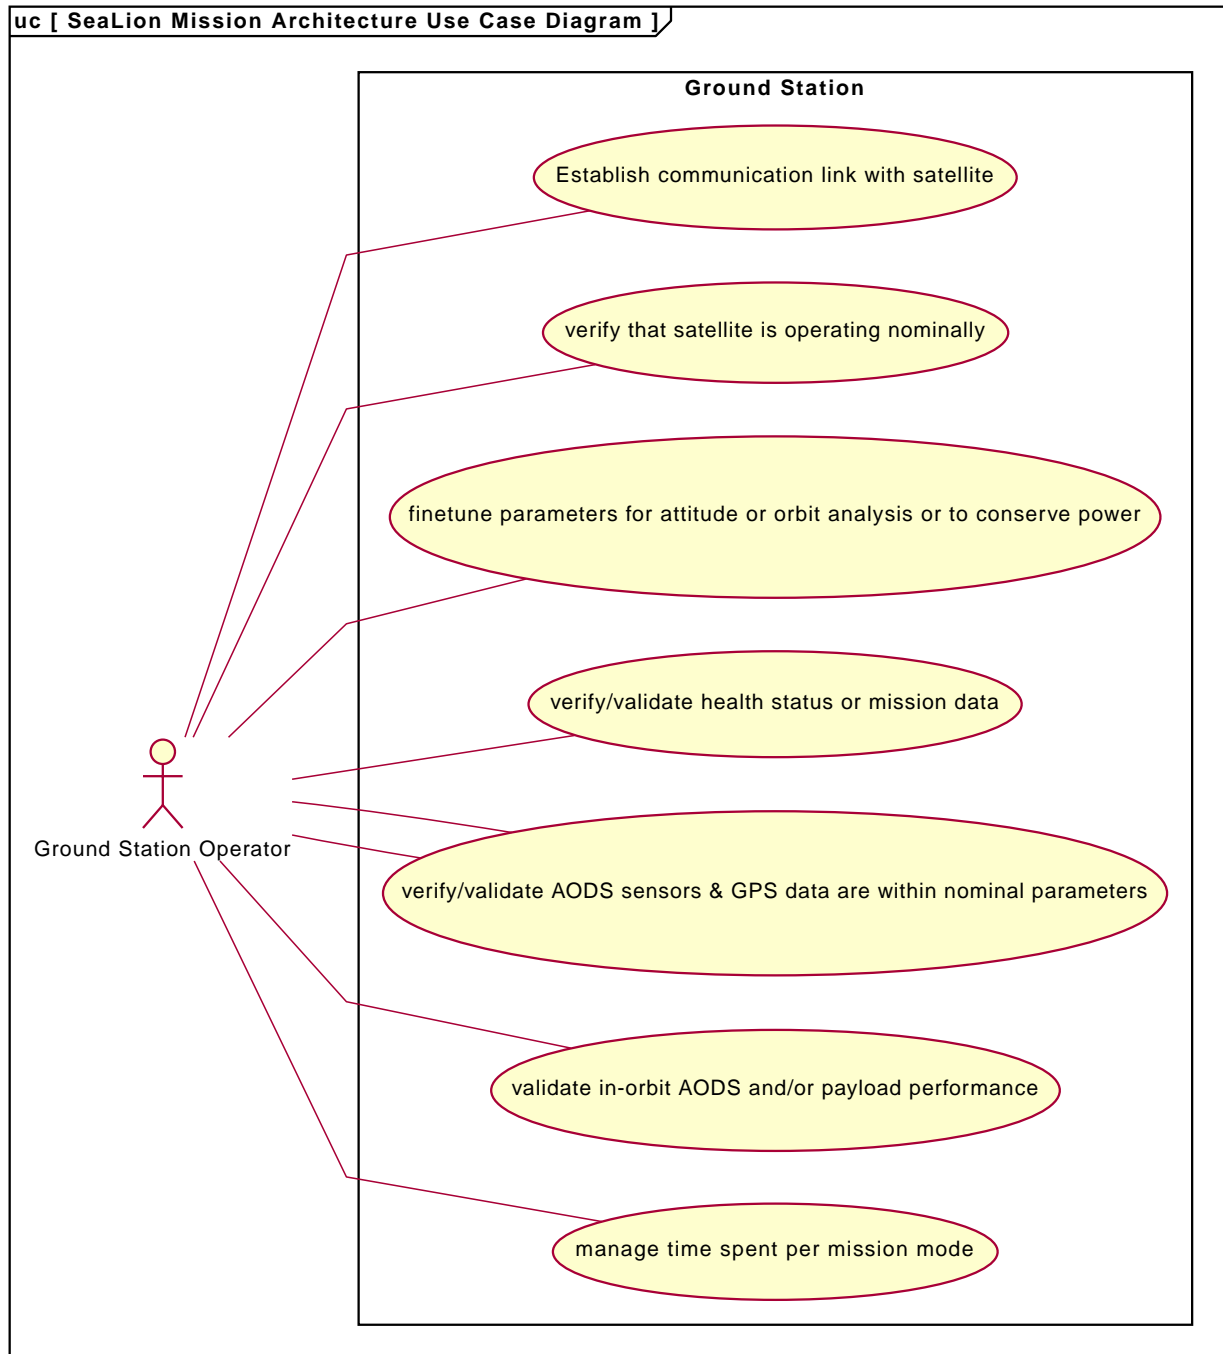 uc [ SeaLion Mission Architecture Use Case Diagram ]
Ground Station
Establish communication link with satellite
verify that satellite is operating nominally
finetune parameters for attitude or orbit analysis or to conserve power
verify/validate health status or mission data
Ground Station Operator
verify/validate AODS sensors & GPS data are within nominal parameters
validate in-orbit AODS and/or payload performance
manage time spent per mission mode